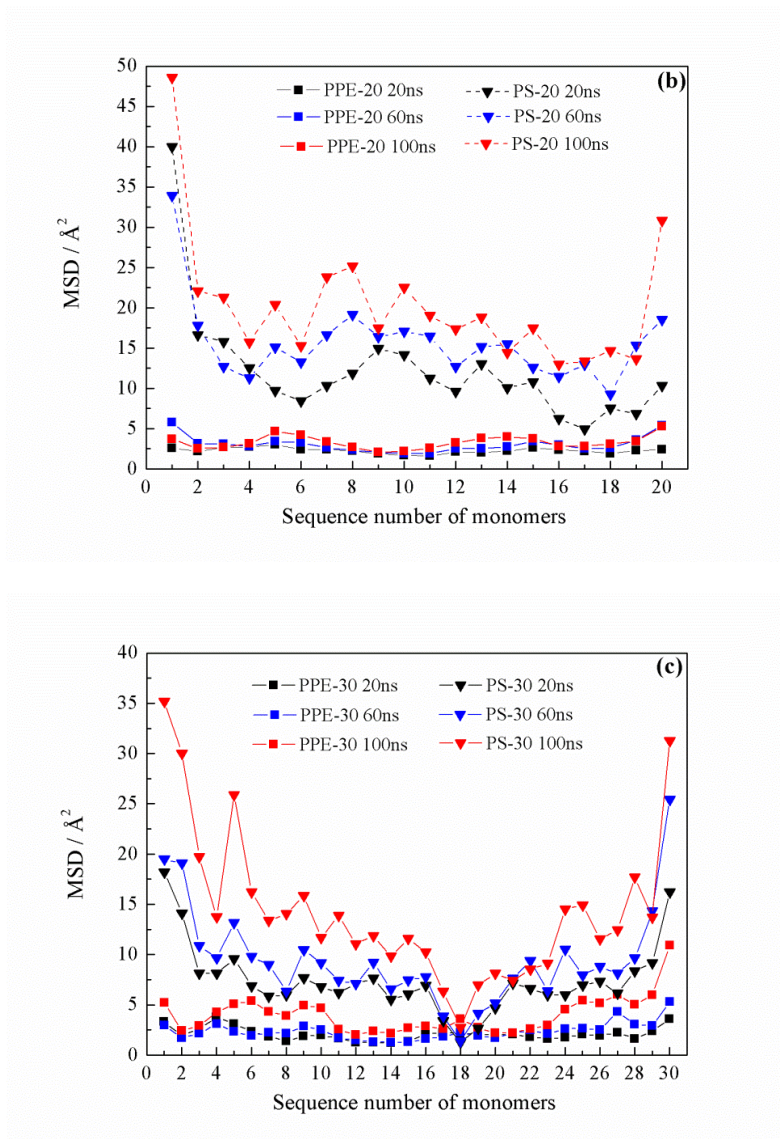 (b)
PPE-20 20ns
PPE-20 60ns
PPE-20 100ns
PS-20 20ns
PS-20 60ns
PS-20 100ns
50
45
40
35
30
25
20
15
10
5
0
MSD / Å²
0 2 4 6 8 10 12 14 16 18 20
Sequence number of monomers
(c)
PPE-30 20ns
PPE-30 60ns
PPE-30 100ns
PS-30 20ns
PS-30 60ns
PS-30 100ns
40
35
30
25
20
15
10
5
0
MSD / Å²
0 2 4 6 8 10 12 14 16 18 20 22 24 26 28 30
Sequence number of monomers